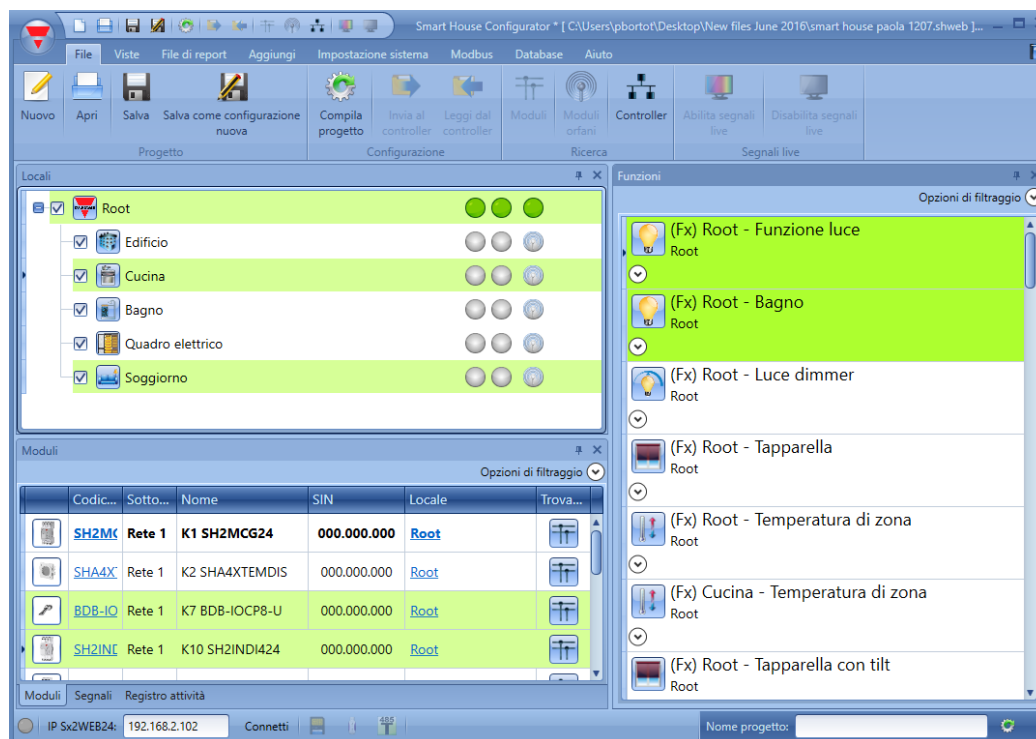 Smart House Configurator * [ C:\Users\pbortot\Desktop\New files June 2016\smart house paola 1207.shweb ]...
File Viste File di report Aggiungi Impostazione sistema Modbus Database Aiuto
Nuovo Apri Salva Salva come configurazione nuova Compila progetto Invia al controller Leggi dal controller Moduli Moduli orfani Controller Abilita segnali live Disabilita segnali live
Progetto Configurazione Ricerca Segnali live
Locali
Root
Edificio
Cucina
Bagno
Quadro elettrico
Soggiorno
Moduli
Opzioni di filtraggio
Codic... Sotto... Nome SIN Locale Trova...
SH2MC Rete 1 K1 SH2MCG24 000.000.000 Root
SHA4X Rete 1 K2 SHA4XTEMDIS 000.000.000 Root
BDB-IO Rete 1 K7 BDB-IOCP8-U 000.000.000 Root
SH2IND Rete 1 K10 SH2INDI424 000.000.000 Root
Moduli Segnali Registro attività
Funzioni
Opzioni di filtraggio
(Fx) Root - Funzione luce
Root
(Fx) Root - Bagno
Root
(Fx) Root - Luce dimmer
Root
(Fx) Root - Tapparella
Root
(Fx) Root - Temperatura di zona
Root
(Fx) Cucina - Temperatura di zona
Root
(Fx) Root - Tapparella con tilt
Root
IP Sx2WEB24: 192.168.2.102 Connetti 485 Nome progetto: